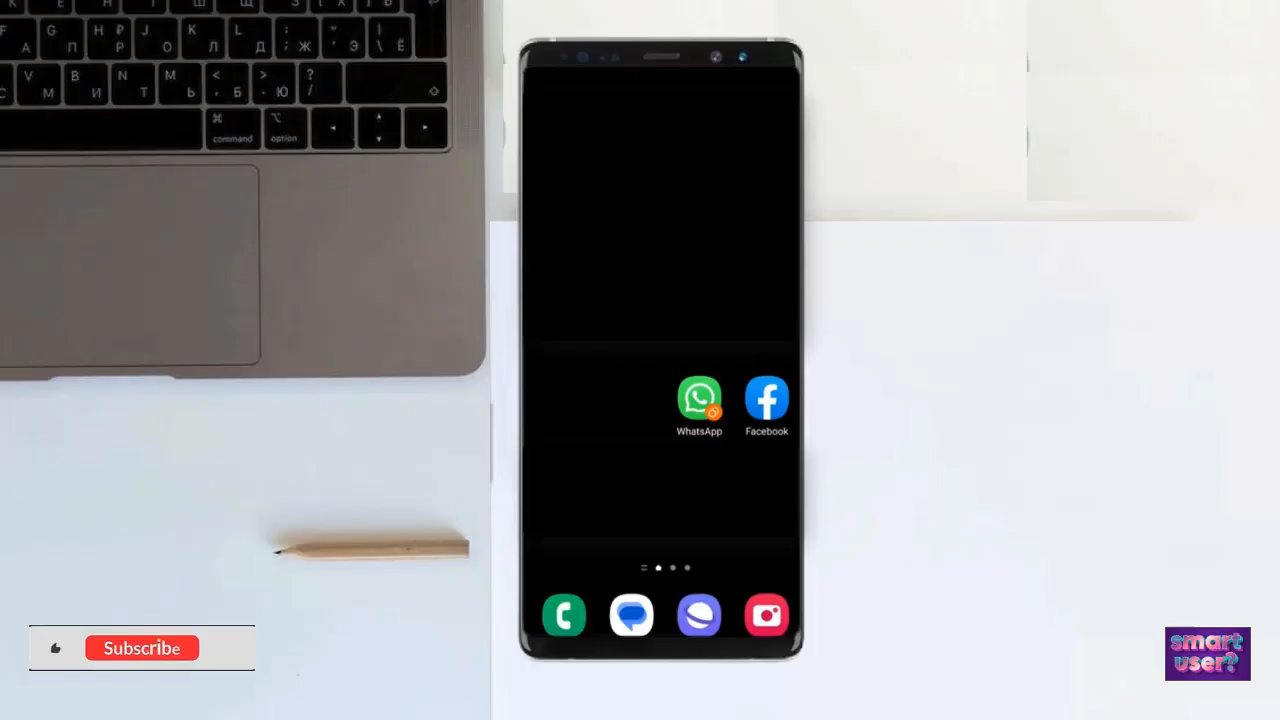 Ф А G П H Р J О K Л L Д : ; Ж " ' Э \ Ё
V М B И N Т M Ь < , Б > . Ю ? /
⌘ command ⌥ option
WhatsApp Facebook
Subscribe
smart
user?